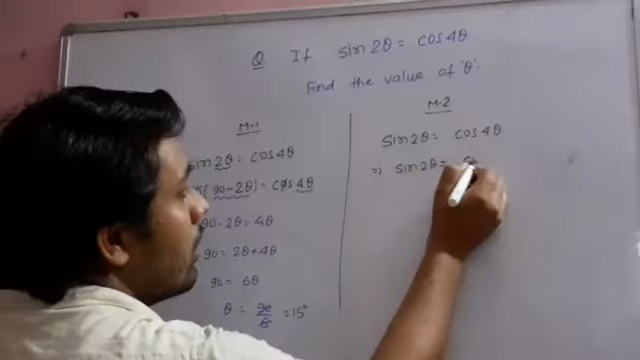 Q If sin 2θ = cos 4θ
Find the value of 'θ'.
M-1
sin 2θ = cos 4θ
(90 - 2θ) = cos 4θ
90 - 2θ = 4θ
90 = 2θ + 4θ
90 = 6θ
θ = 90/6 = 15°
M-2
sin 2θ = cos 4θ
⇒ sin 2θ =